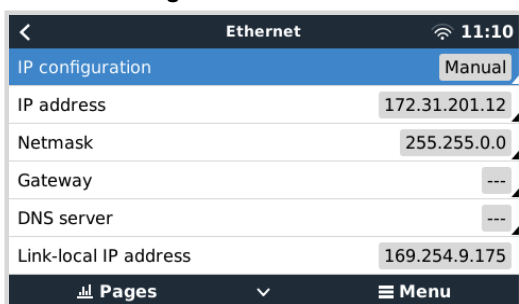 Ethernet 11:10
IP configuration Manual
IP address 172.31.201.12
Netmask 255.255.0.0
Gateway ---
DNS server ---
Link-local IP address 169.254.9.175
Pages Menu